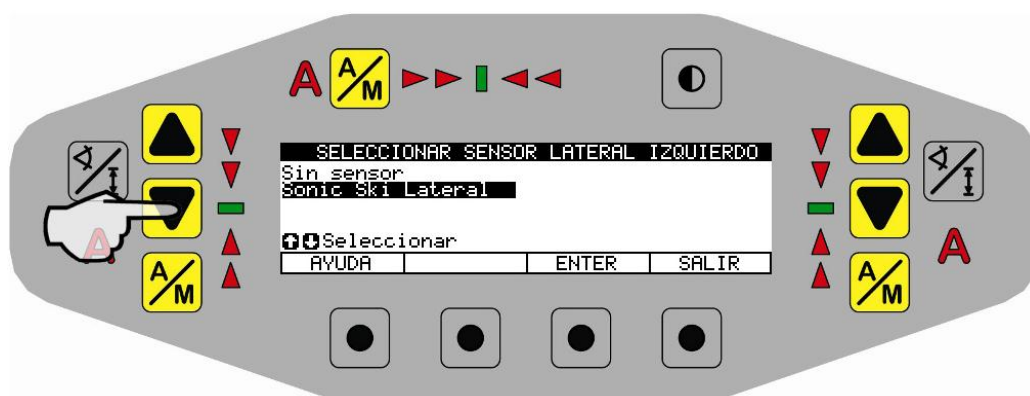 A A/M
SELECCIONAR SENSOR LATERAL IZQUIERDO
Sin sensor
Sonic Ski Lateral
Seleccionar
AYUDA ENTER SALIR
A A
A/M A/M